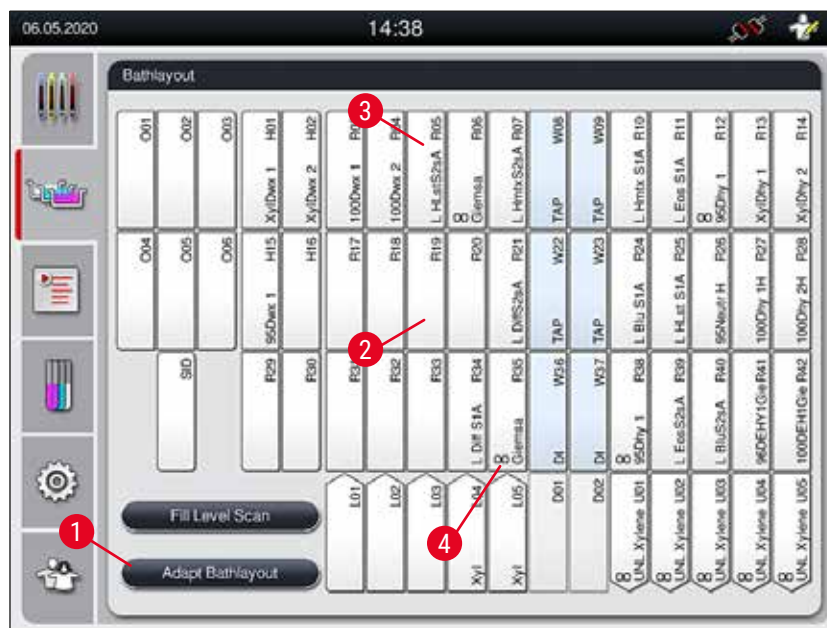 06.05.2020 14:38
Bathlayout
O01 O02 O03 H01 H02 R04 R05 R06 R07 W08 W09 R10 R11 R12 R13 R14
XylDwx 1 XylDwx 2 100Dwx 1 100Dwx 2 L HLstS2sA Giemsa L HmtxS2sA TAP TAP L Hmtx S1A L Eos S1A 95Dhy 1 XylDhy 1 XylDhy 2
3
O04 O05 O06 H15 H16 R17 R18 R19 R20 R21 W22 W23 R24 R25 R26 R27 R28
95Dwx 1 L DiffS2sA TAP TAP L Blu S1A L HLst S1A 95Neutr H 100Dhy 1H 100Dhy 2H
2
SID R29 R30 R32 R33 R34 R35 W36 W37 R38 R39 R40 R41 R42
L Diff S1A Giemsa DI DI 95Dhy 1 L EosS2sA L BluS2sA 96DEHY1Gie 100DEH1Gie
4
L01 L02 L03 L04 L05 D01 D02 U01 U02 U03 U04 U05
Xyl Xyl UNL Xylene UNL Xylene UNL Xylene UNL Xylene UNL Xylene
Fill Level Scan
1
Adapt Bathlayout